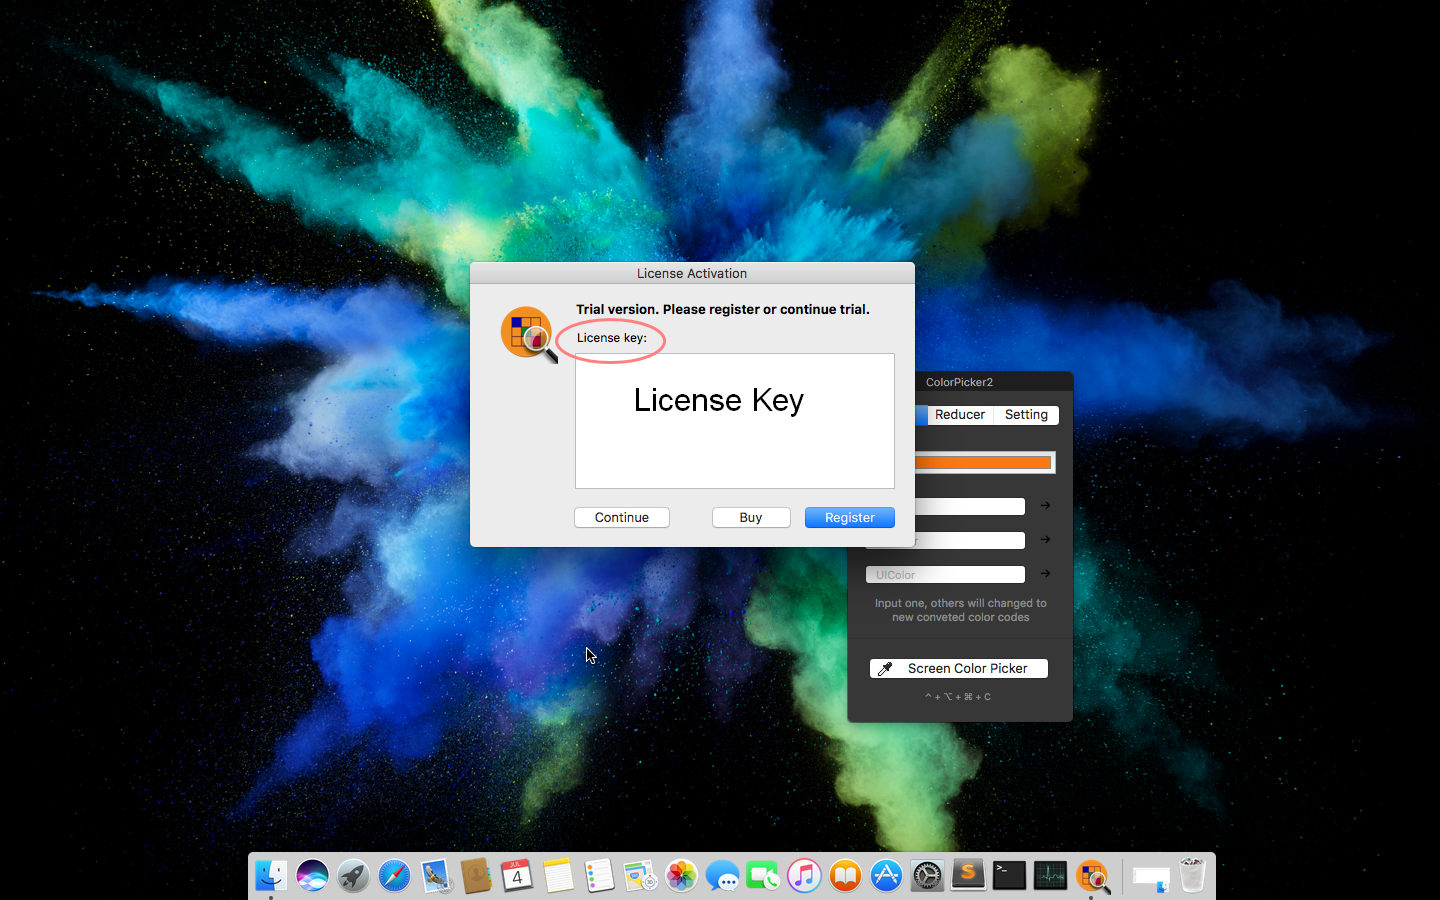 License Activation
Trial version. Please register or continue trial.
License key:
License Key
Continue
Buy
Register
ColorPicker2
Reducer
Setting
UIColor
Input one, others will changed to
new conveted color codes
Screen Color Picker
^ + ⌥ + ⌘ + C
JUL
4